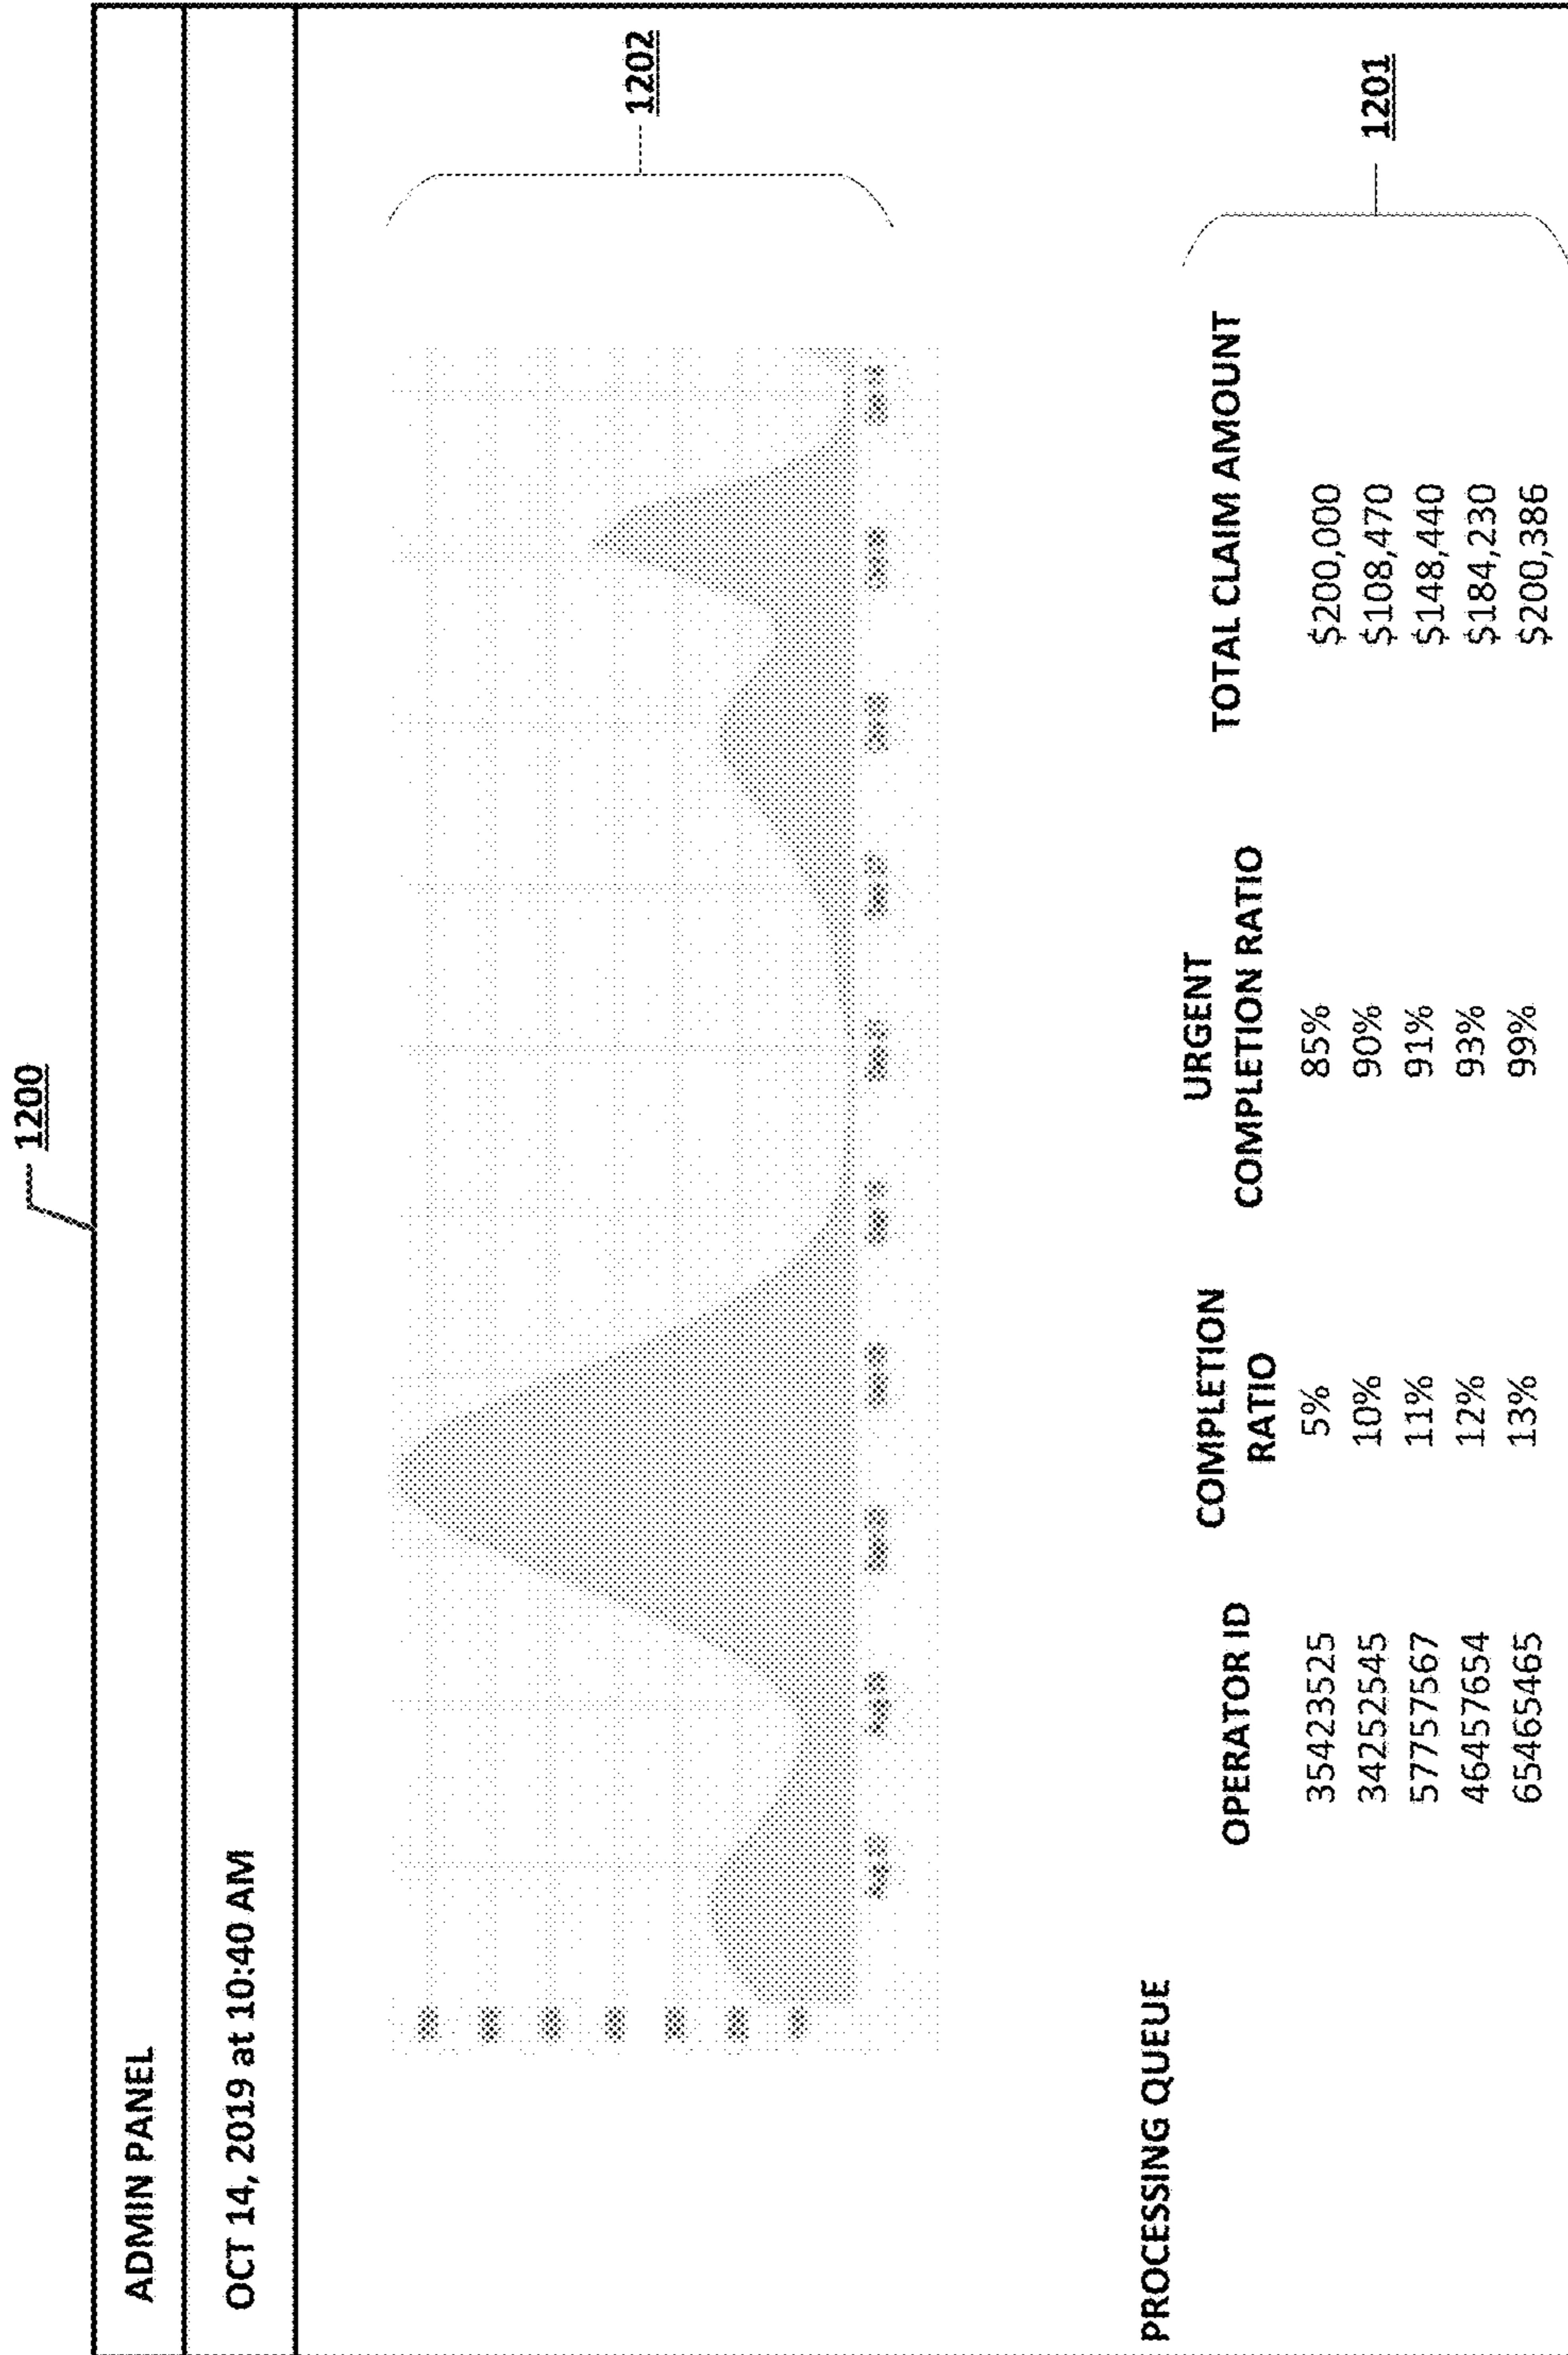 1200
ADMIN PANEL
OCT 14, 2019 at 10:40 AM
1202
PROCESSING QUEUE
OPERATOR ID
COMPLETION
RATIO
URGENT
COMPLETION RATIO
TOTAL CLAIM AMOUNT
35423525 5% 85% $200,000
34252545 10% 90% $108,470
57757567 11% 91% $148,440
46457654 12% 93% $184,230
65465465 13% 99% $200,386
1201